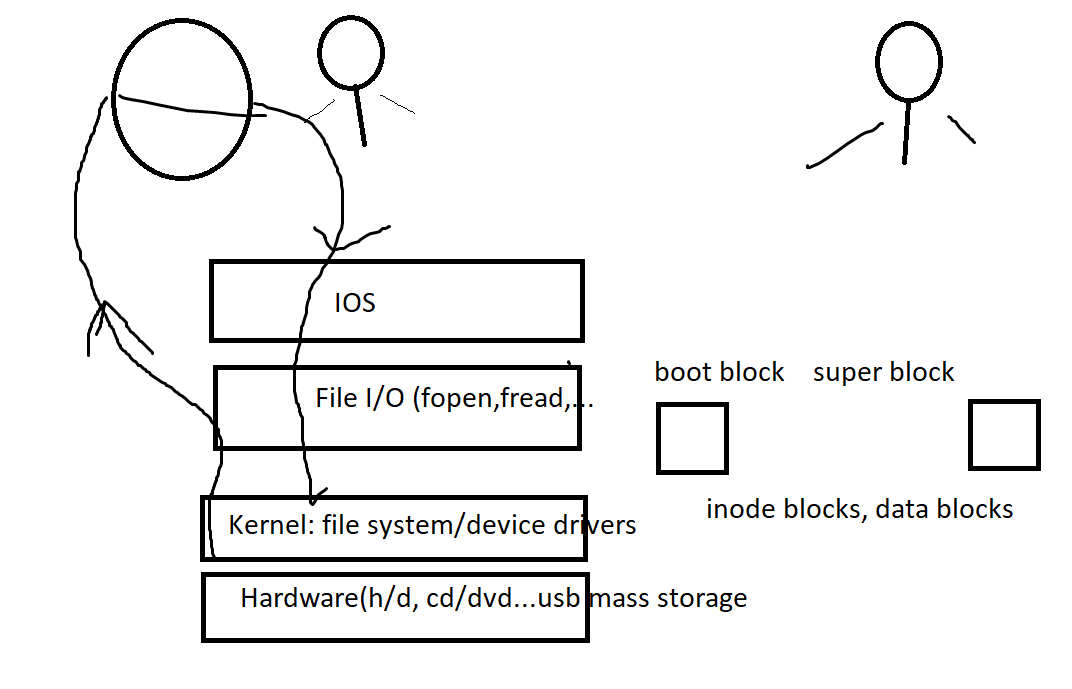 IOS
File I/O (fopen,fread,...
boot block super block
inode blocks, data blocks
Kernel: file system/device drivers
Hardware(h/d, cd/dvd...usb mass storage